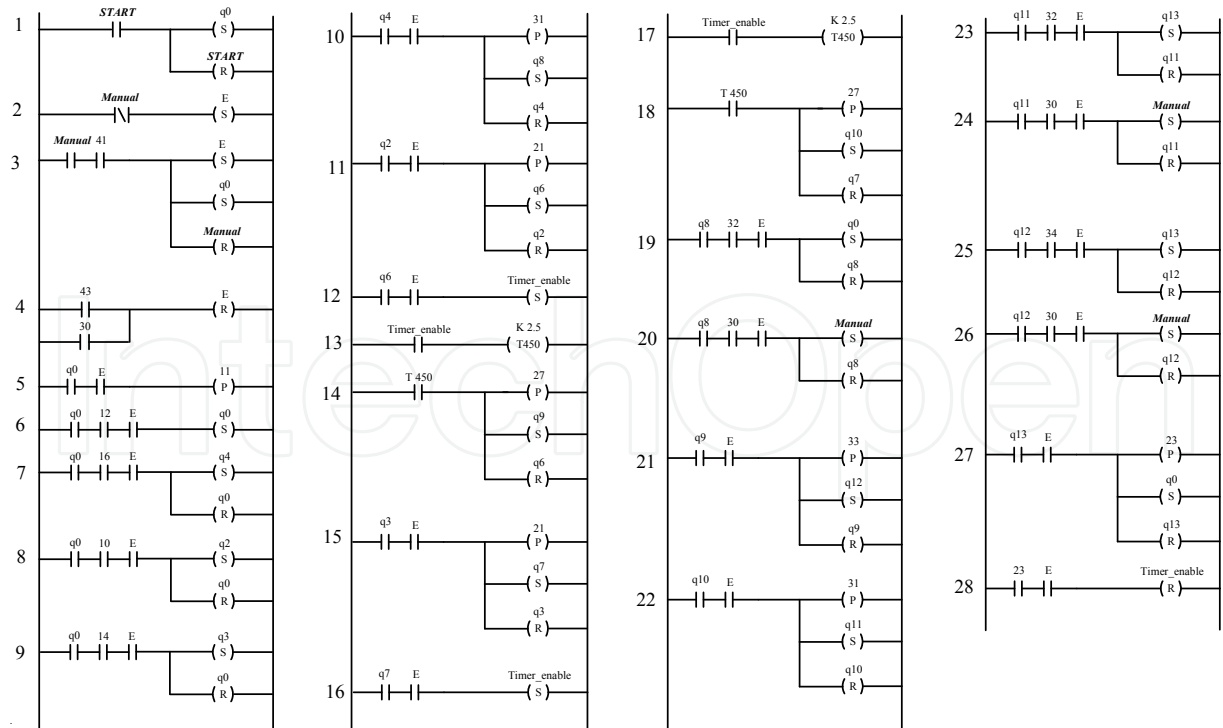 1
START
q0
S
START
R
2
Manual
E
S
3
Manual 41
E
S
q0
S
Manual
R
4
43
E
R
30
5
q0 E
11
P
6
q0 12 E
q0
S
7
q0 16 E
q4
S
q0
R
8
q0 10 E
q2
S
q0
R
9
q0 14 E
q3
S
q0
R
10
q4 E
31
P
q8
S
q4
R
11
q2 E
21
P
q6
S
q2
R
12
q6 E
Timer_enable
S
13
Timer_enable
K 2.5
T450
14
T 450
27
P
q9
S
q6
R
15
q3 E
21
P
q7
S
q3
R
16
q7 E
Timer_enable
S
17
Timer_enable
K 2.5
T450
18
T 450
27
P
q10
S
q7
R
19
q8 32 E
q0
S
q8
R
20
q8 30 E
Manual
S
q8
R
21
q9 E
33
P
q12
S
q9
R
22
q10 E
31
P
q11
S
q10
R
23
q11 32 E
q13
S
q11
R
24
q11 30 E
Manual
S
q11
R
25
q12 34 E
q13
S
q12
R
26
q12 30 E
Manual
S
q12
R
27
q13 E
23
P
q0
S
q13
R
28
23 E
Timer_enable
R
IntechOpen